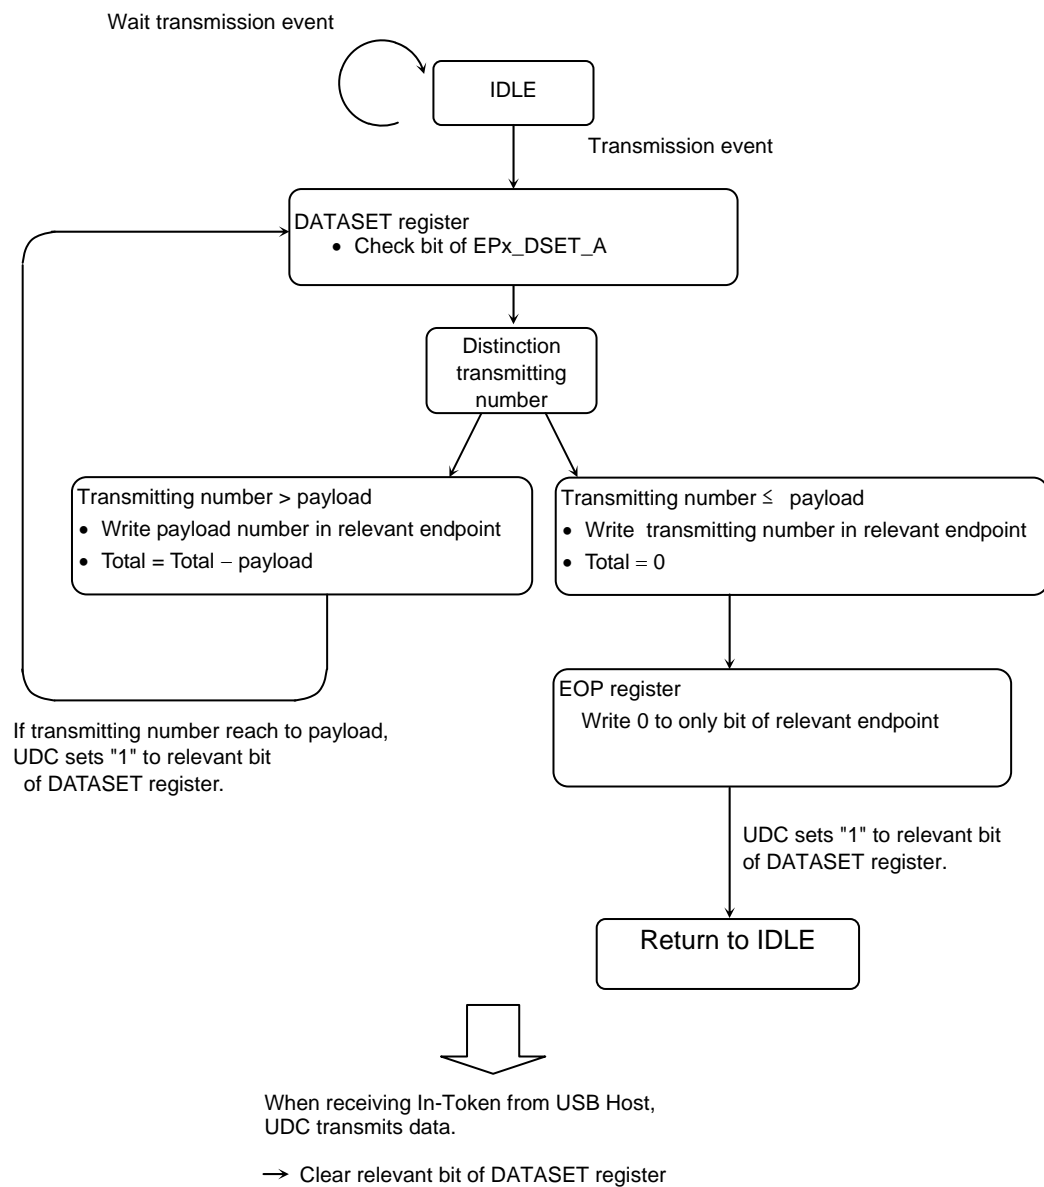 Wait transmission event
IDLE
Transmission event
DATASET register
• Check bit of EPx_DSET_A
Distinction
transmitting
number
Transmitting number > payload
• Write payload number in relevant endpoint
• Total = Total − payload
Transmitting number ≤ payload
• Write transmitting number in relevant endpoint
• Total = 0
If transmitting number reach to payload,
UDC sets "1" to relevant bit
of DATASET register.
EOP register
Write 0 to only bit of relevant endpoint
UDC sets "1" to relevant bit
of DATASET register.
Return to IDLE
When receiving In-Token from USB Host,
UDC transmits data.
→ Clear relevant bit of DATASET register